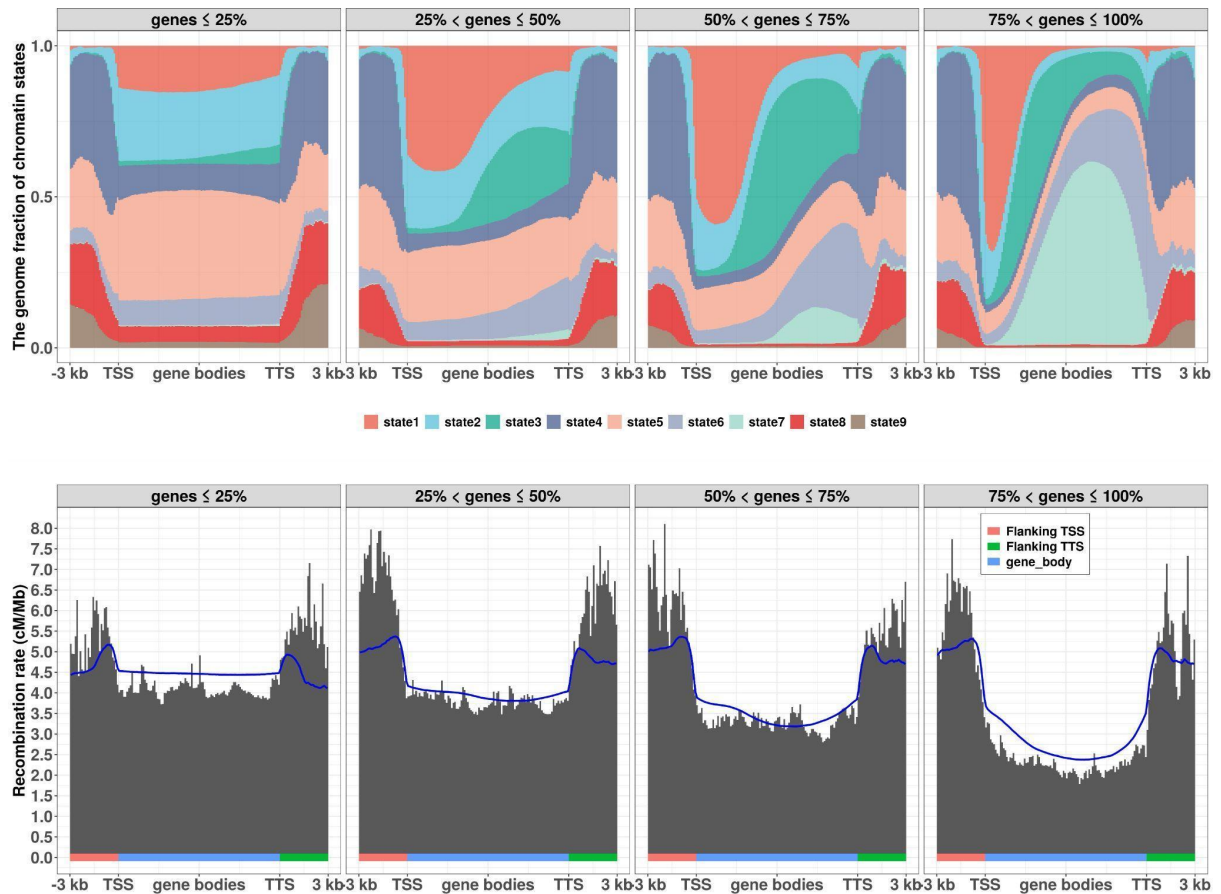 genes ≦ 25%
25% < genes ≦ 50%
50% < genes ≦ 75%
75% < genes ≦ 100%
The genome fraction of chromatin states
1.0
0.5
0.0
-3 kb TSS gene bodies TTS 3 kb
-3 kb TSS gene bodies TTS 3 kb
-3 kb TSS gene bodies TTS 3 kb
-3 kb TSS gene bodies TTS 3 kb
state1 state2 state3 state4 state5 state6 state7 state8 state9
genes ≦ 25%
25% < genes ≦ 50%
50% < genes ≦ 75%
75% < genes ≦ 100%
Recombination rate (cM/Mb)
8.0
7.5
7.0
6.5
6.0
5.5
5.0
4.5
4.0
3.5
3.0
2.5
2.0
1.5
1.0
0.5
0.0
Flanking TSS
Flanking TTS
gene_body
-3 kb TSS gene bodies TTS 3 kb
-3 kb TSS gene bodies TTS 3 kb
-3 kb TSS gene bodies TTS 3 kb
-3 kb TSS gene bodies TTS 3 kb